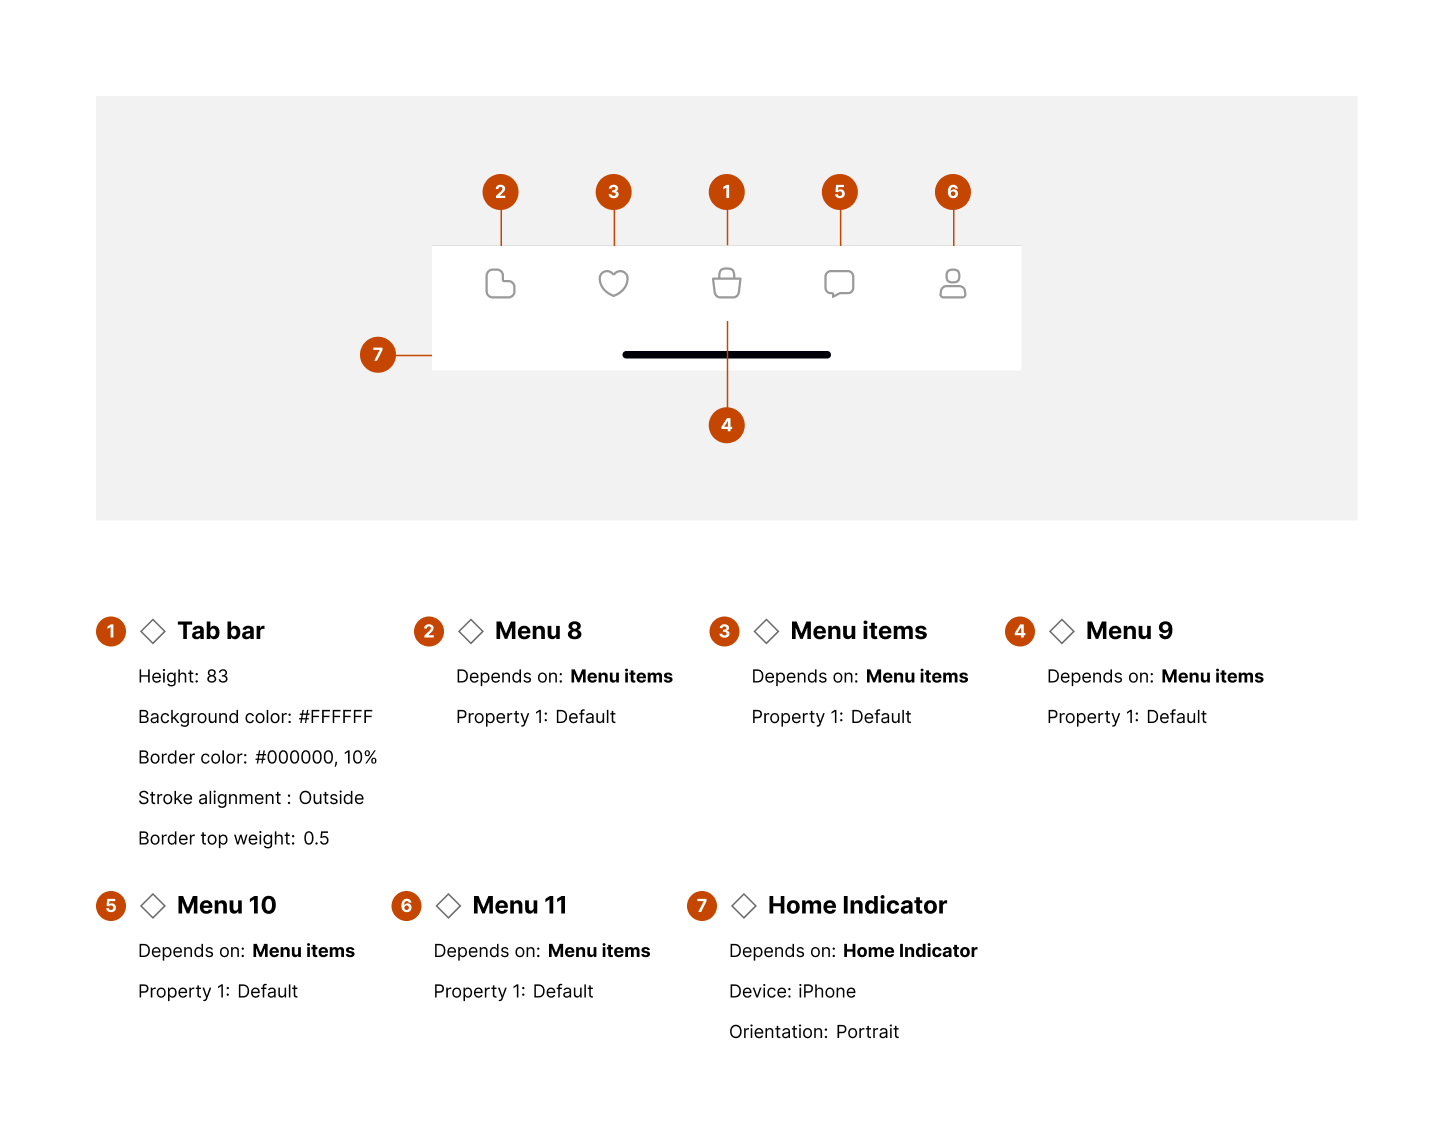 2 3 1 5 6
7
4
1 Tab bar
Height: 83
Background color: #FFFFFF
Border color: #000000, 10%
Stroke alignment : Outside
Border top weight: 0.5
2 Menu 8
Depends on: Menu items
Property 1: Default
3 Menu items
Depends on: Menu items
Property 1: Default
4 Menu 9
Depends on: Menu items
Property 1: Default
5 Menu 10
Depends on: Menu items
Property 1: Default
6 Menu 11
Depends on: Menu items
Property 1: Default
7 Home Indicator
Depends on: Home Indicator
Device: iPhone
Orientation: Portrait